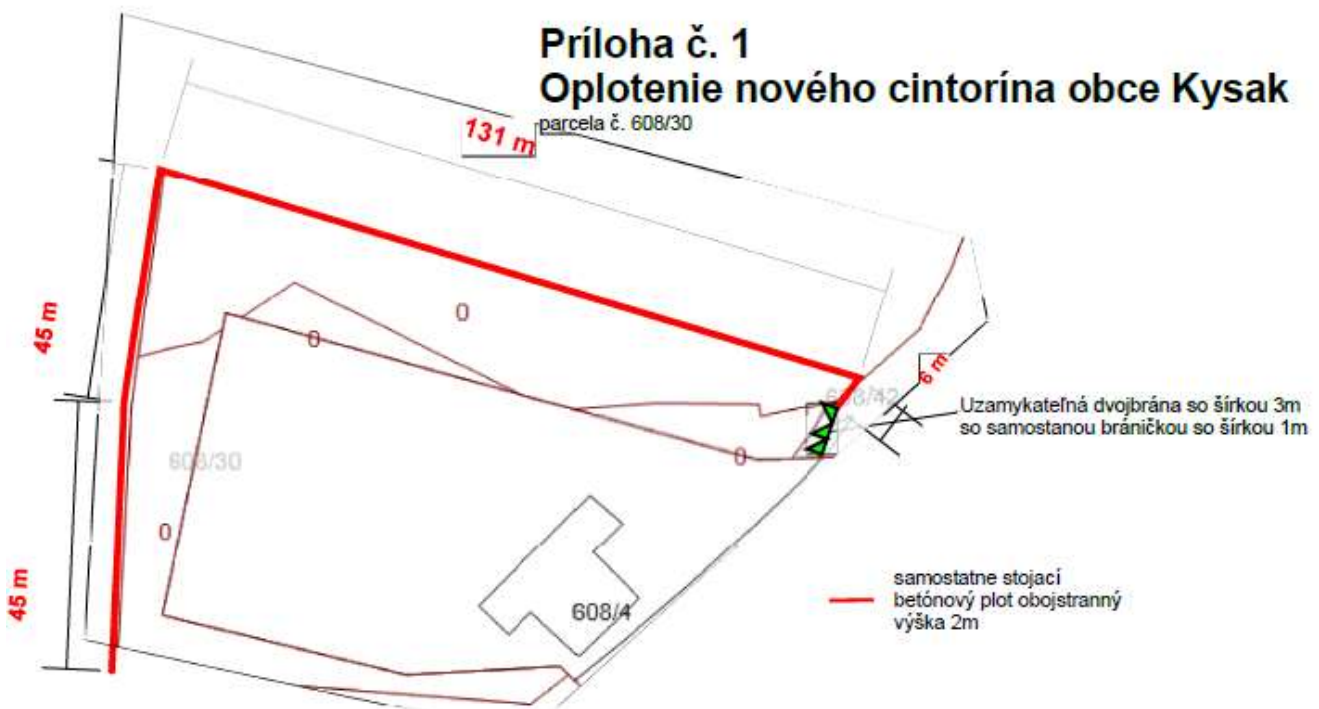 Príloha č. 1
Oplotenie nového cintorína obce Kysak
parcela č. 608/30
131 m
45 m
0
0
6 m
608/42
Uzamykateľná dvojbrána so šírkou 3m
so samostanou bráničkou so šírkou 1m
0
608/30
0
45 m
608/4
samostatne stojací
betónový plot obojstranný
výška 2m